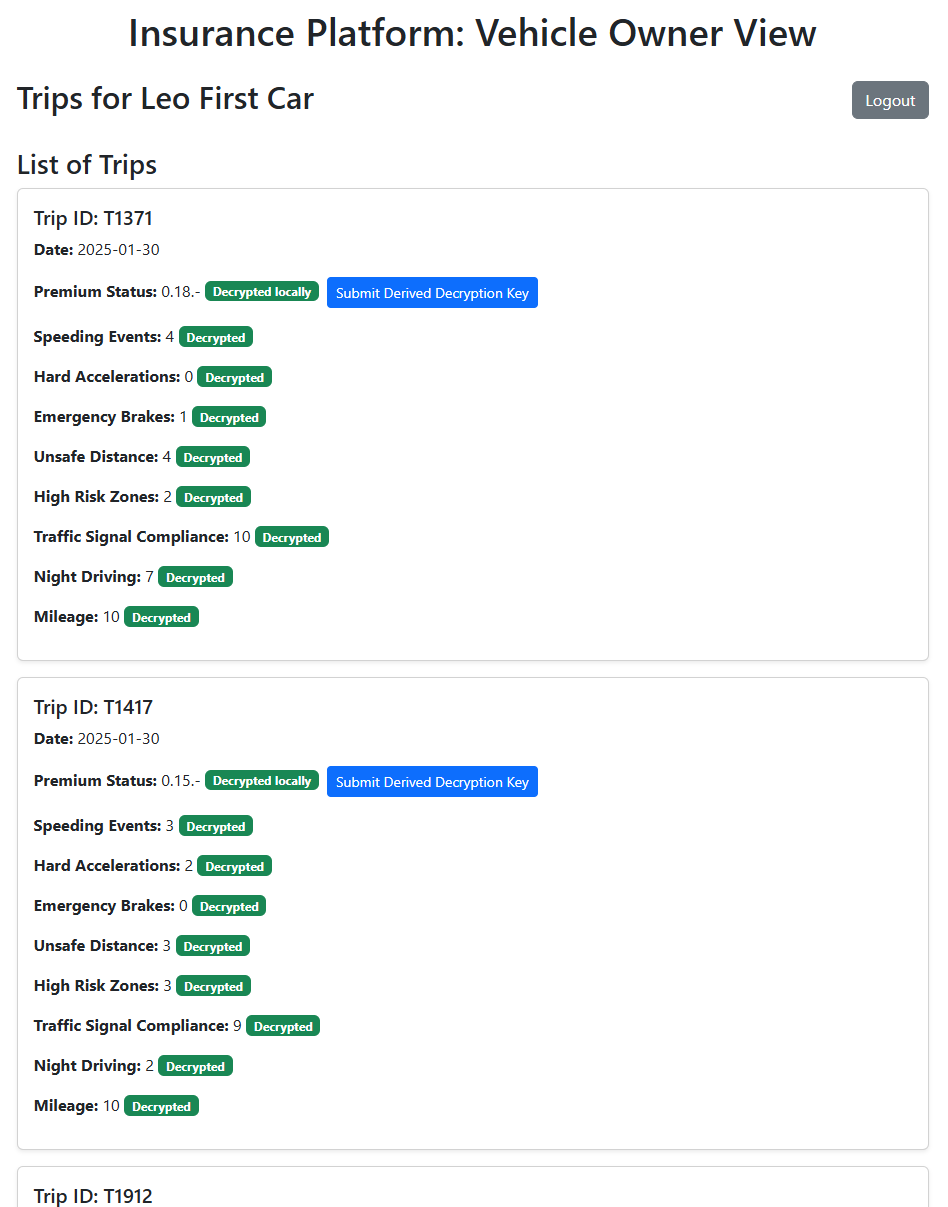 Insurance Platform: Vehicle Owner View
Trips for Leo First Car
Logout
List of Trips
Trip ID: T1371
Date: 2025-01-30
Premium Status: 0.18.- Decrypted locally Submit Derived Decryption Key
Speeding Events: 4 Decrypted
Hard Accelerations: 0 Decrypted
Emergency Brakes: 1 Decrypted
Unsafe Distance: 4 Decrypted
High Risk Zones: 2 Decrypted
Traffic Signal Compliance: 10 Decrypted
Night Driving: 7 Decrypted
Mileage: 10 Decrypted
Trip ID: T1417
Date: 2025-01-30
Premium Status: 0.15.- Decrypted locally Submit Derived Decryption Key
Speeding Events: 3 Decrypted
Hard Accelerations: 2 Decrypted
Emergency Brakes: 0 Decrypted
Unsafe Distance: 3 Decrypted
High Risk Zones: 3 Decrypted
Traffic Signal Compliance: 9 Decrypted
Night Driving: 2 Decrypted
Mileage: 10 Decrypted
Trip ID: T1912